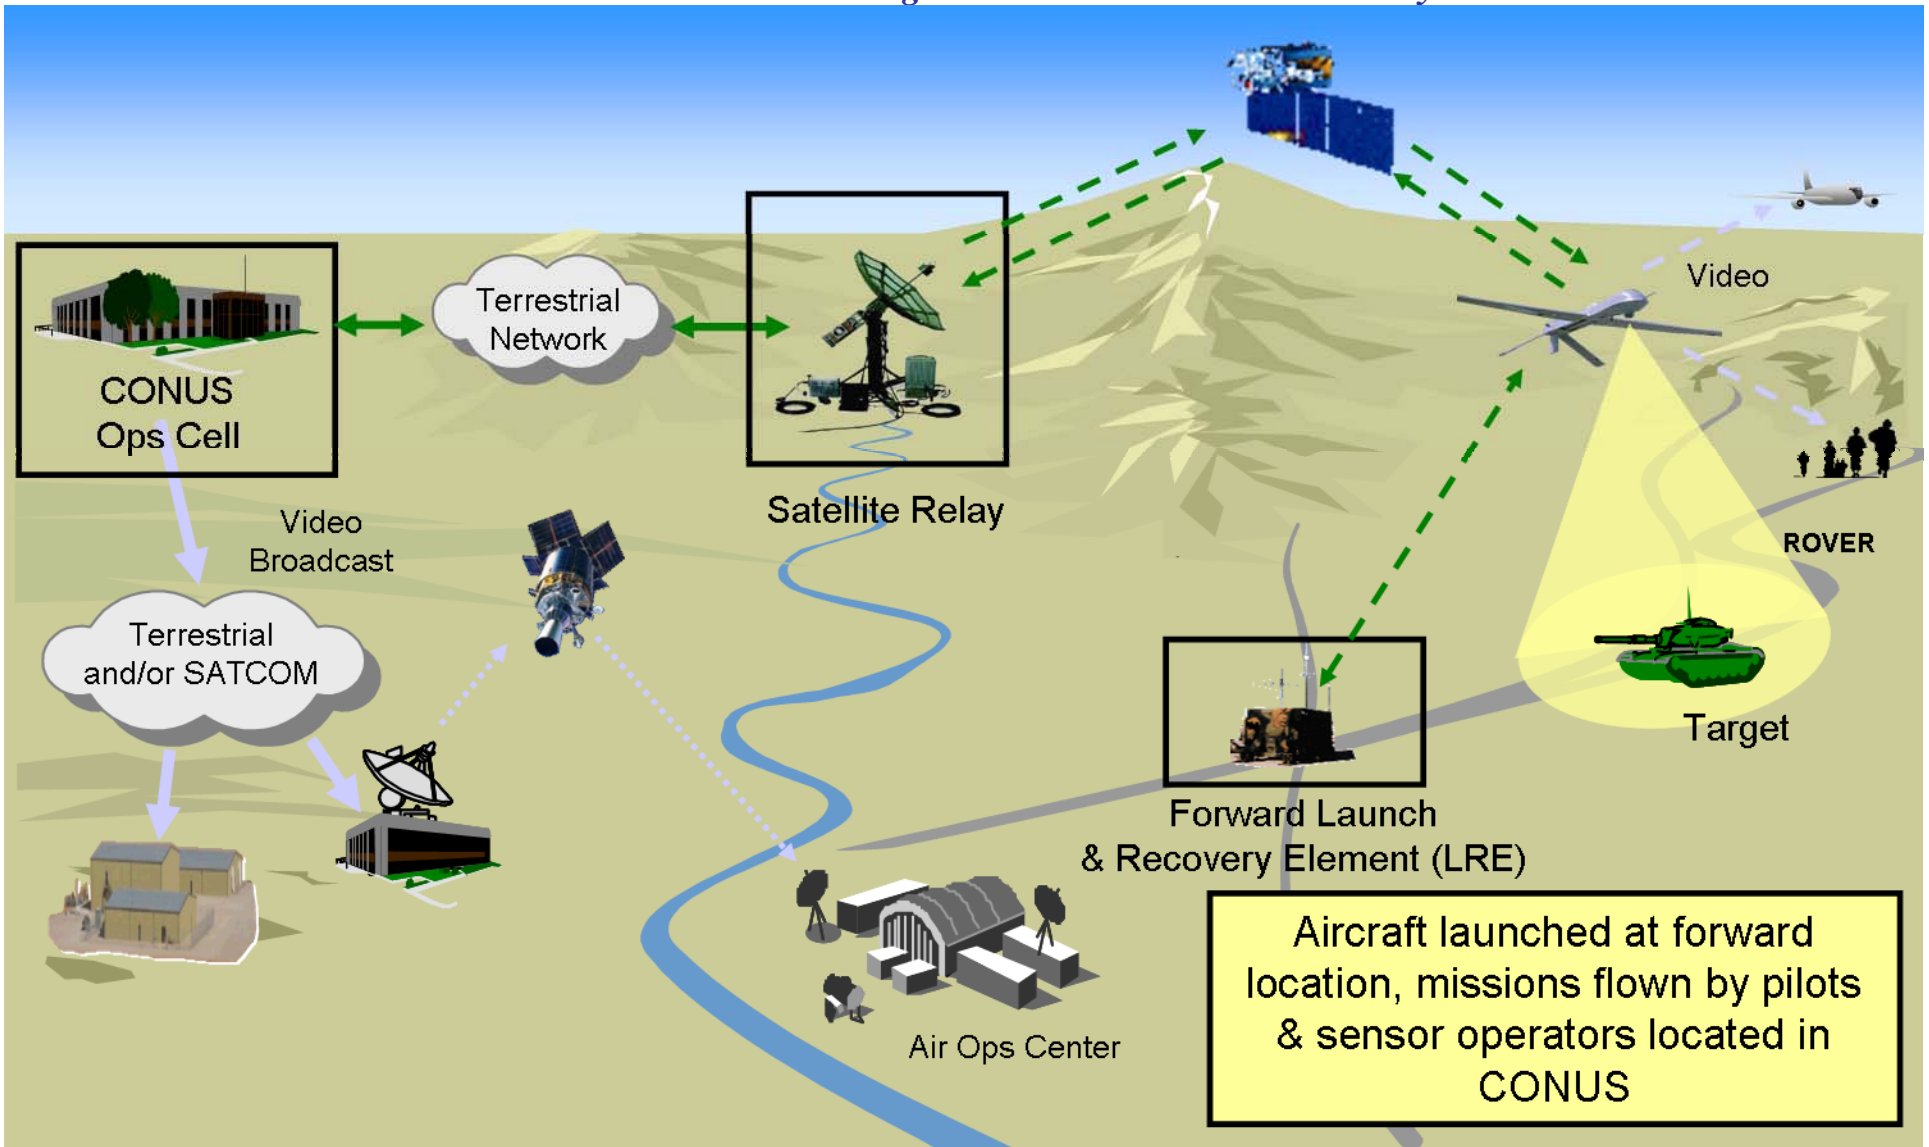 Terrestrial
Network
CONUS
Ops Cell
Satellite Relay
Video
Video
Broadcast
ROVER
Terrestrial
and/or SATCOM
Target
Forward Launch
& Recovery Element (LRE)
Air Ops Center
Aircraft launched at forward
location, missions flown by pilots
& sensor operators located in
CONUS